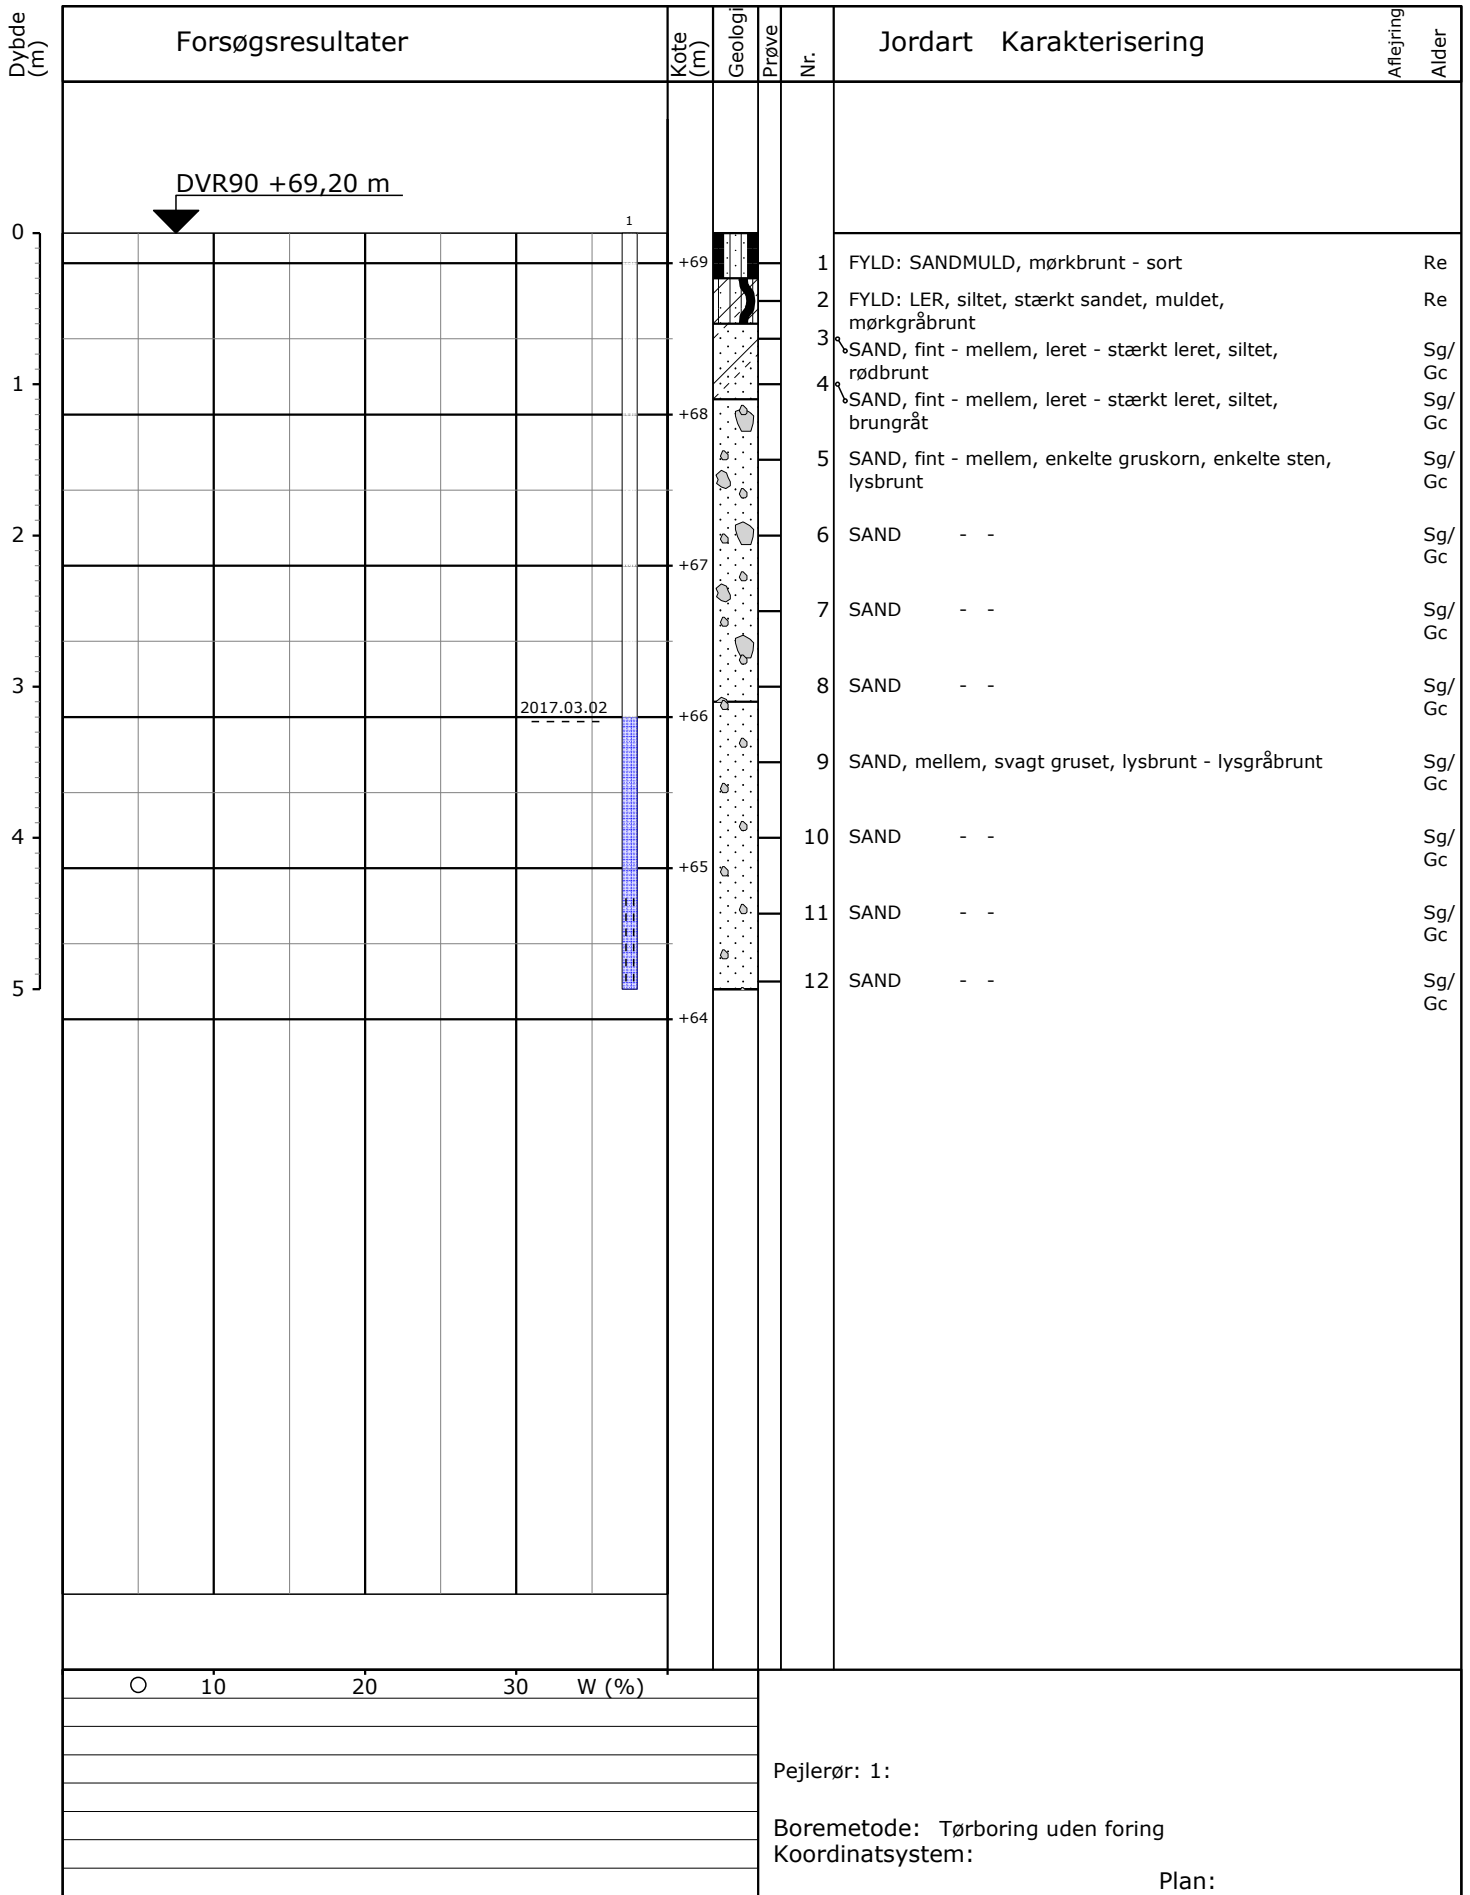 Dybde
(m)
Forsøgsresultater
Kote
(m)
Geologi
Prøve
Nr.
Jordart Karakterisering
Aflejring
Alder
DVR90 +69,20 m
1
0
+69
1 FYLD: SANDMULD, mørkbrunt - sort Re
2 FYLD: LER, siltet, stærkt sandet, muldet, Re
mørkgråbrunt
3
SAND, fint - mellem, leret - stærkt leret, siltet, Sg/
rødbrunt Gc
1
4
SAND, fint - mellem, leret - stærkt leret, siltet, Sg/
+68
brungråt Gc
5 SAND, fint - mellem, enkelte gruskorn, enkelte sten, Sg/
lysbrunt Gc
2
6 SAND - - Sg/
Gc
+67
7 SAND - - Sg/
Gc
3
8 SAND - - Sg/
Gc
2017.03.02
+66
9 SAND, mellem, svagt gruset, lysbrunt - lysgråbrunt Sg/
Gc
4
10 SAND - - Sg/
Gc
+65
11 SAND - - Sg/
Gc
5
12 SAND - - Sg/
Gc
+64
10 20 30 W (%)
Pejlerør: 1:
Boremetode: Tørboring uden foring
Koordinatsystem:
Plan: